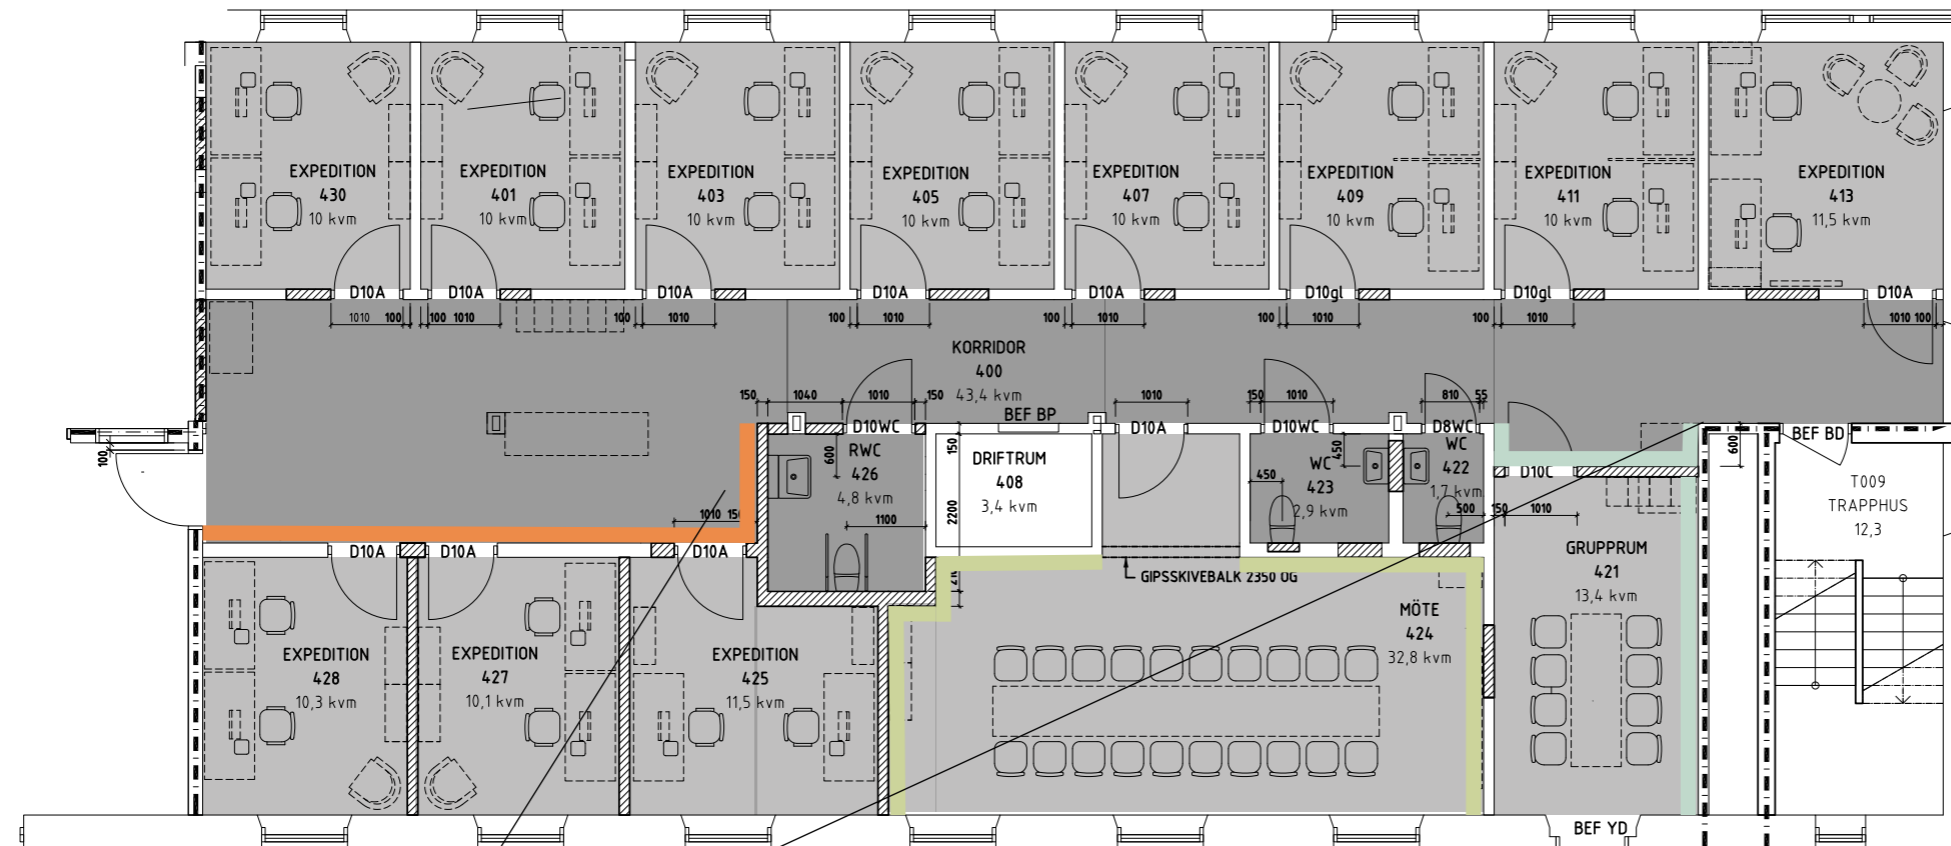 EXPEDITION
430
10 kvm
EXPEDITION
401
10 kvm
EXPEDITION
403
10 kvm
EXPEDITION
405
10 kvm
EXPEDITION
407
10 kvm
EXPEDITION
409
10 kvm
EXPEDITION
411
10 kvm
EXPEDITION
413
11,5 kvm
D10A
D10A
D10A
D10A
D10A
D10gl
D10gl
D10A
1010 100
100 1010
100 1010
100 1010
100 1010
100 1010
100 1010
1010 100
KORRIDOR
400
43,4 kvm
150 1040 1010 150
BEF BP
1010
150 1010
810 55
D10WC
D10A
D10WC
D8WC
BEF BD
100
RWC
426
4,8 kvm
600
1100
150
2200
DRIFTRUM
408
3,4 kvm
WC
423
2,9 kvm
450
450
WC
422
1,7 kvm
500 150 1010
D10C
600
T009
TRAPPHUS
12,3
1010
D10A
D10A
D10A
GIPSSKIVEBALK 2350 ÖG
GRUPPRUM
421
13,4 kvm
MÖTE
424
32,8 kvm
EXPEDITION
428
10,3 kvm
EXPEDITION
427
10,1 kvm
EXPEDITION
425
11,5 kvm
BEF YD